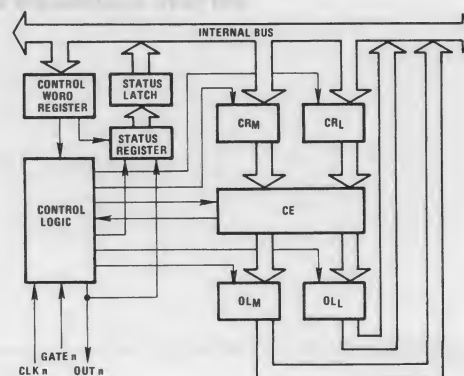 INTERNAL BUS
CONTROL
WORD
REGISTER
STATUS
LATCH
STATUS
REGISTER
CRM
CRL
CONTROL
LOGIC
CE
OLM
OLL
GATE n
CLK n
OUT n